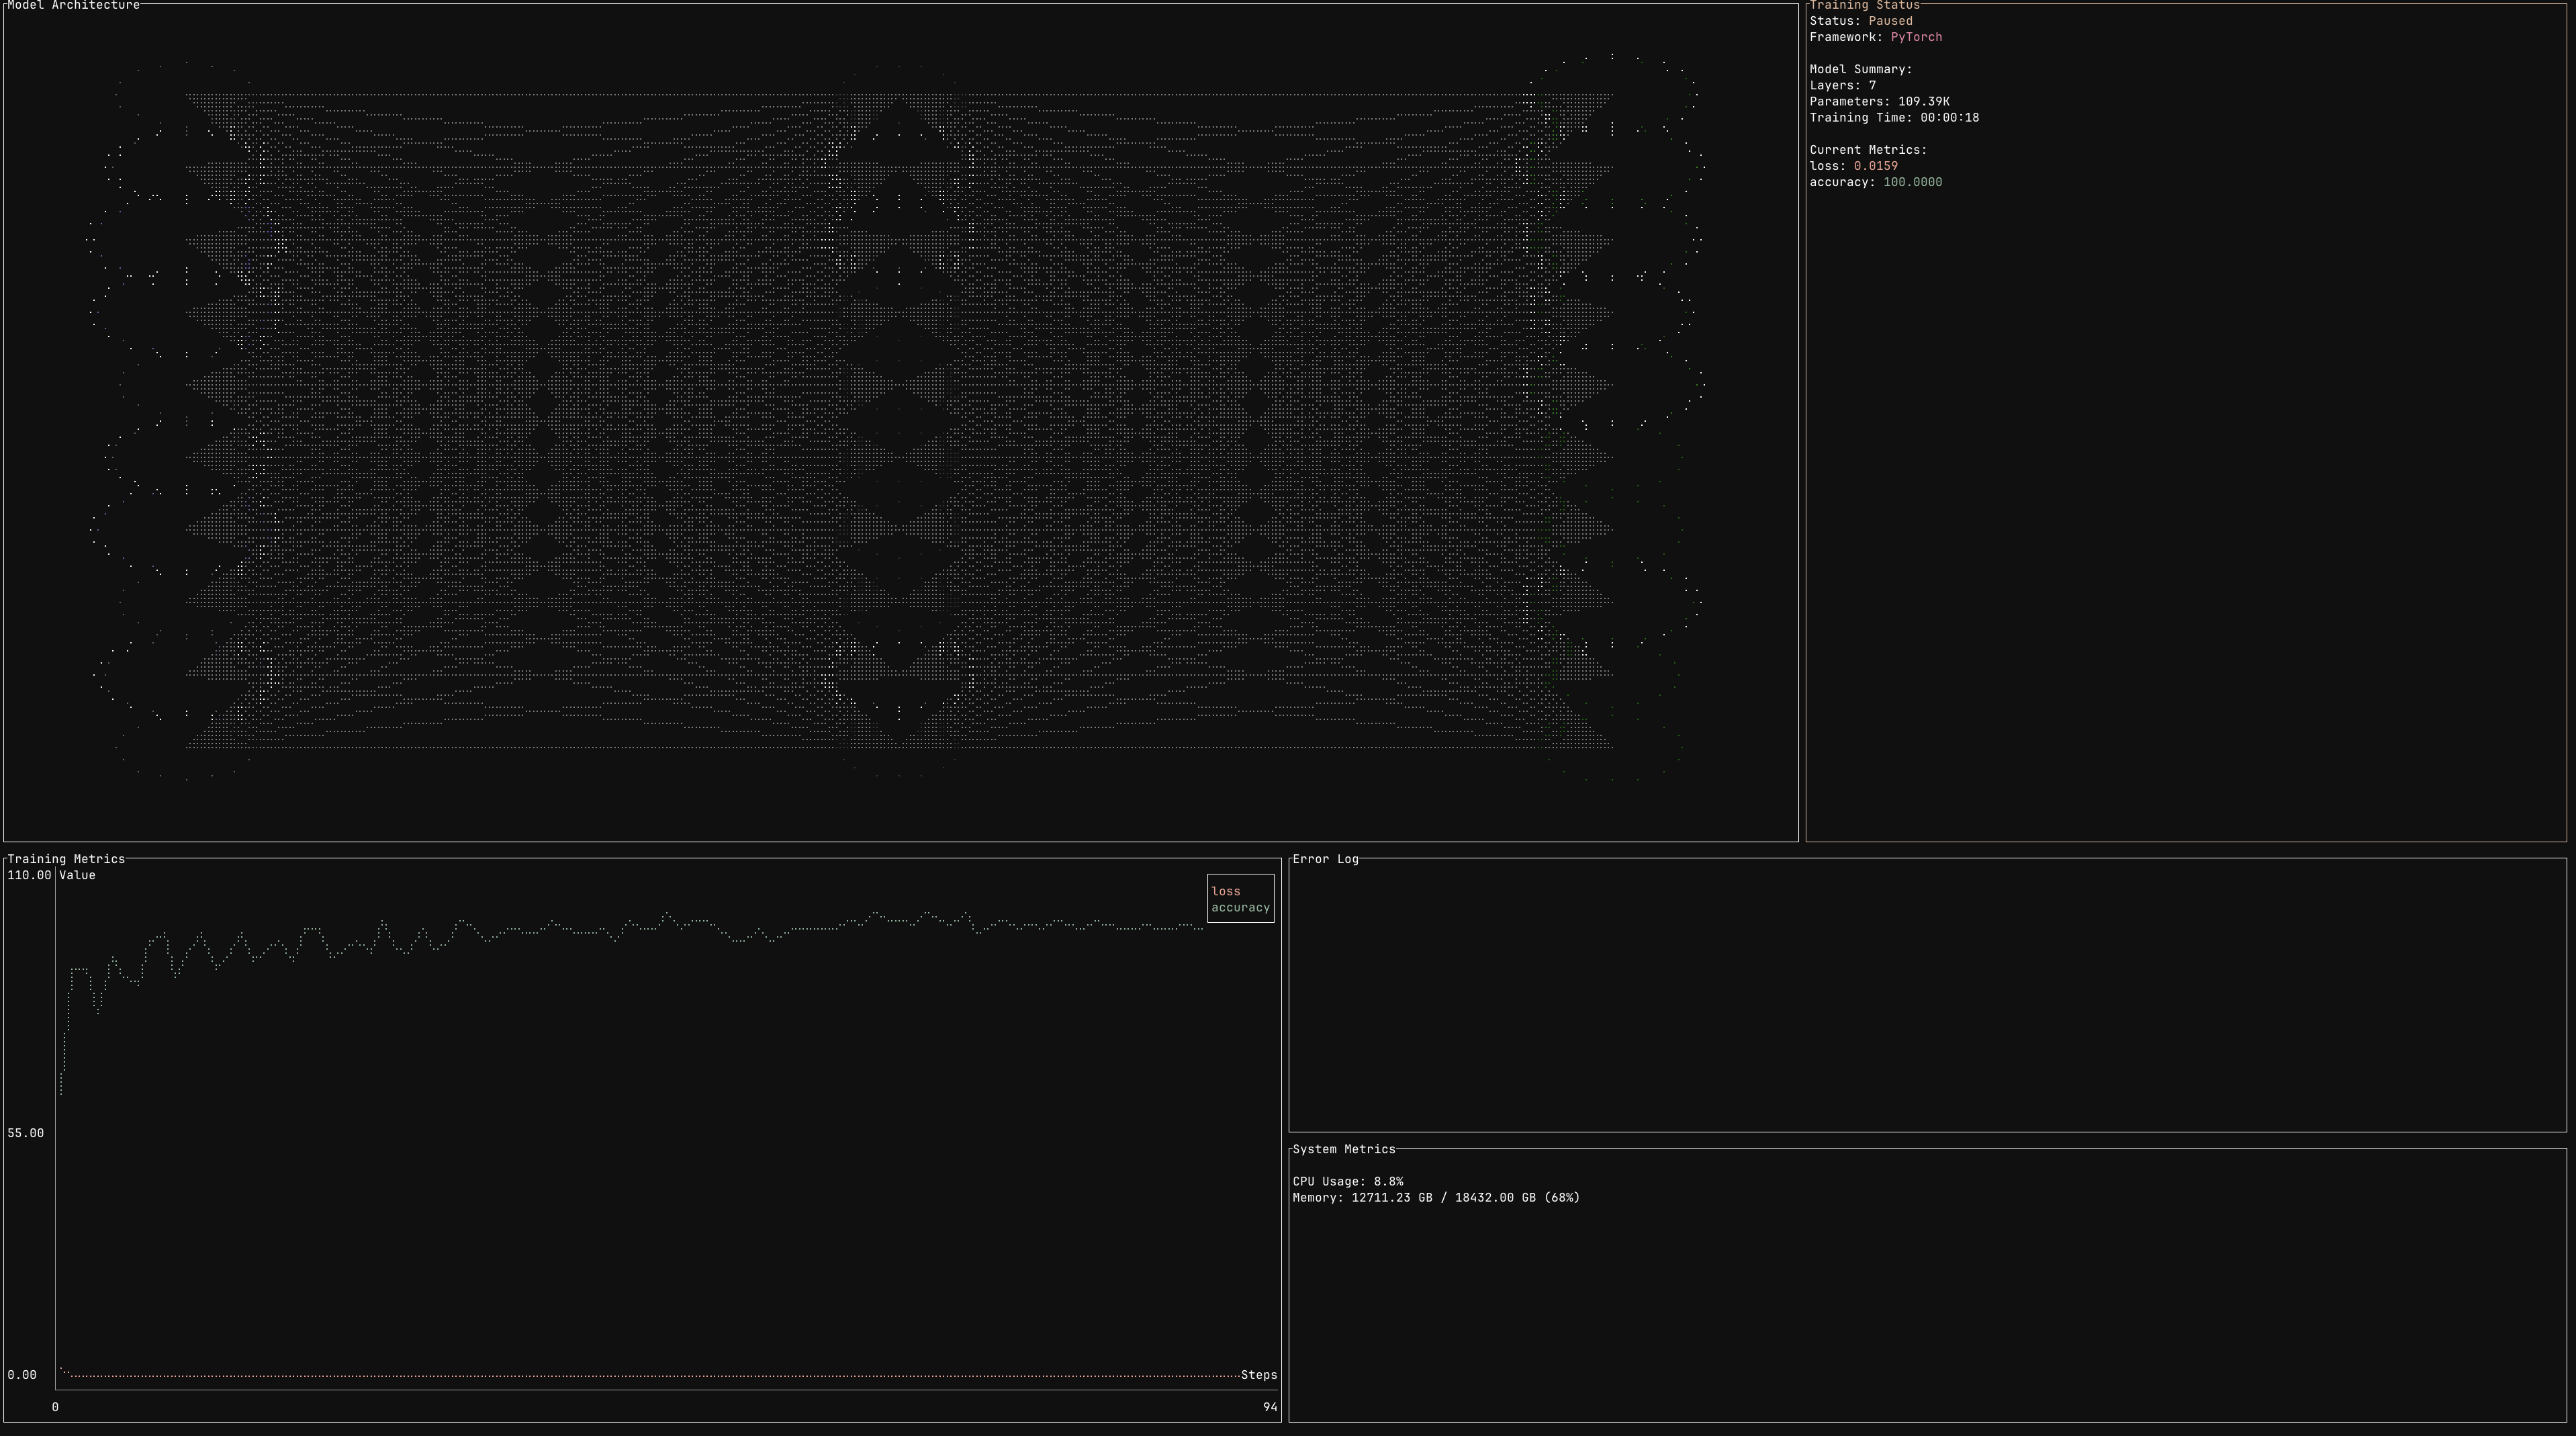 Model Architecture
Training Status
Status: Paused
Framework: PyTorch
Model Summary:
Layers: 7
Parameters: 109.39K
Training Time: 00:00:18
Current Metrics:
loss: 0.0159
accuracy: 100.0000
Training Metrics
110.00 Value
loss
accuracy
55.00
0.00
Steps
0
94
Error Log
System Metrics
CPU Usage: 8.8%
Memory: 12711.23 GB / 18432.00 GB (68%)